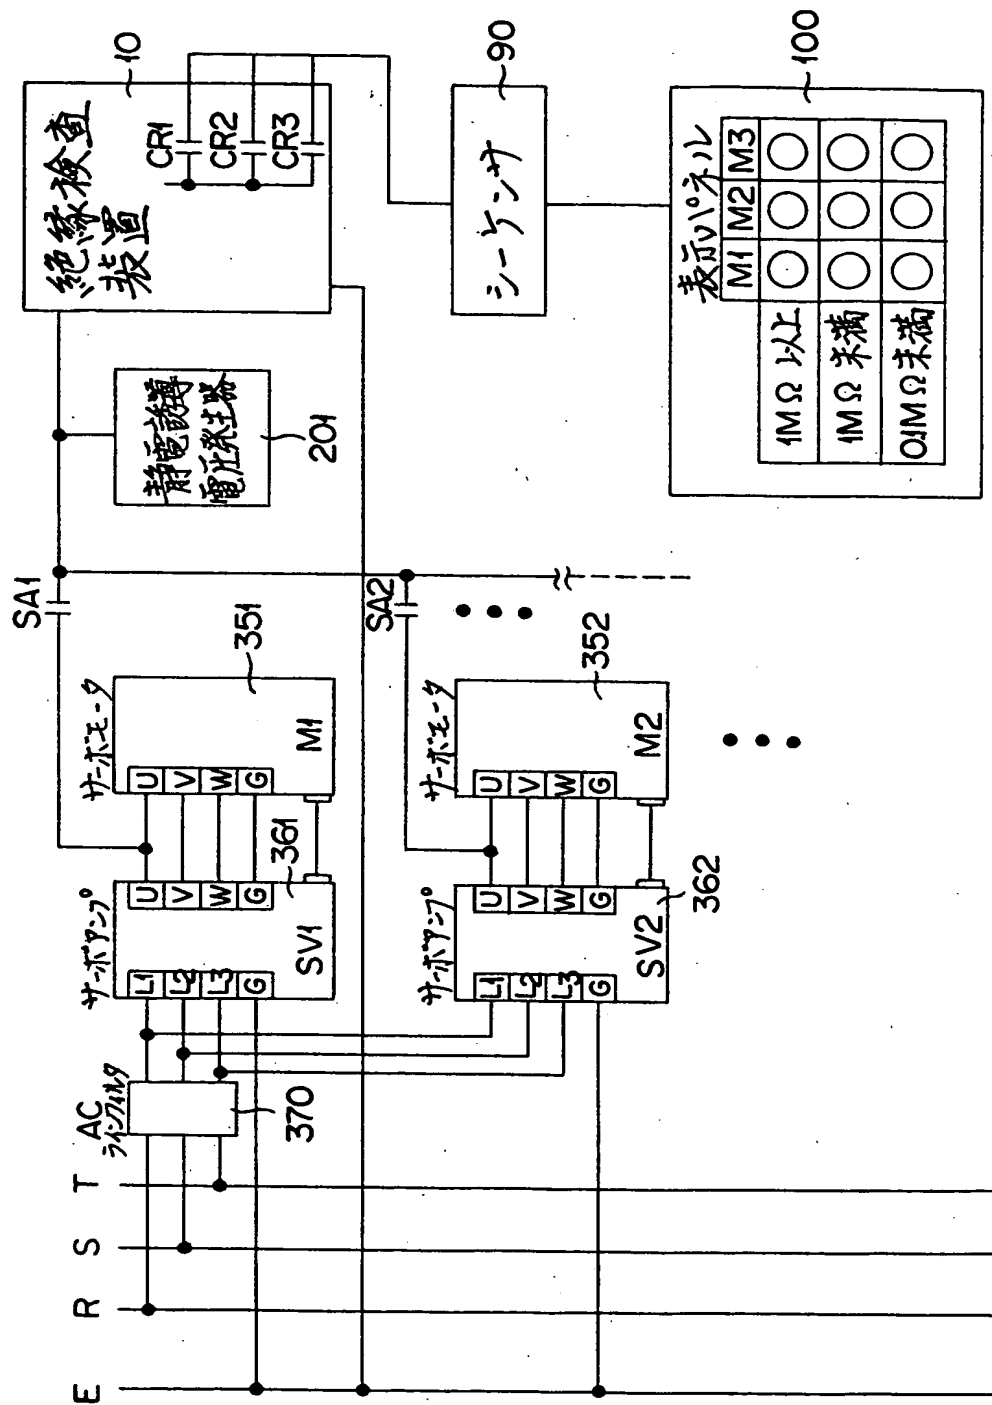 絶縁検査
装置
10
CR1
CR2
CR3
静電誘導
電圧発生器
201
シーケンサ
90
表示パネル
M1 M2 M3
1MΩ 以上
1MΩ 未満
0.1MΩ 未満
100
SA1
SA2
サーボモータ
U
V
W
G
M1
351
サーボアンプ
L1
L2
L3
G
U
V
W
G
SV1
361
サーボモータ
U
V
W
G
M2
352
サーボアンプ
L1
L2
L3
G
U
V
W
G
SV2
362
AC
ラインフィルタ
370
E R S T